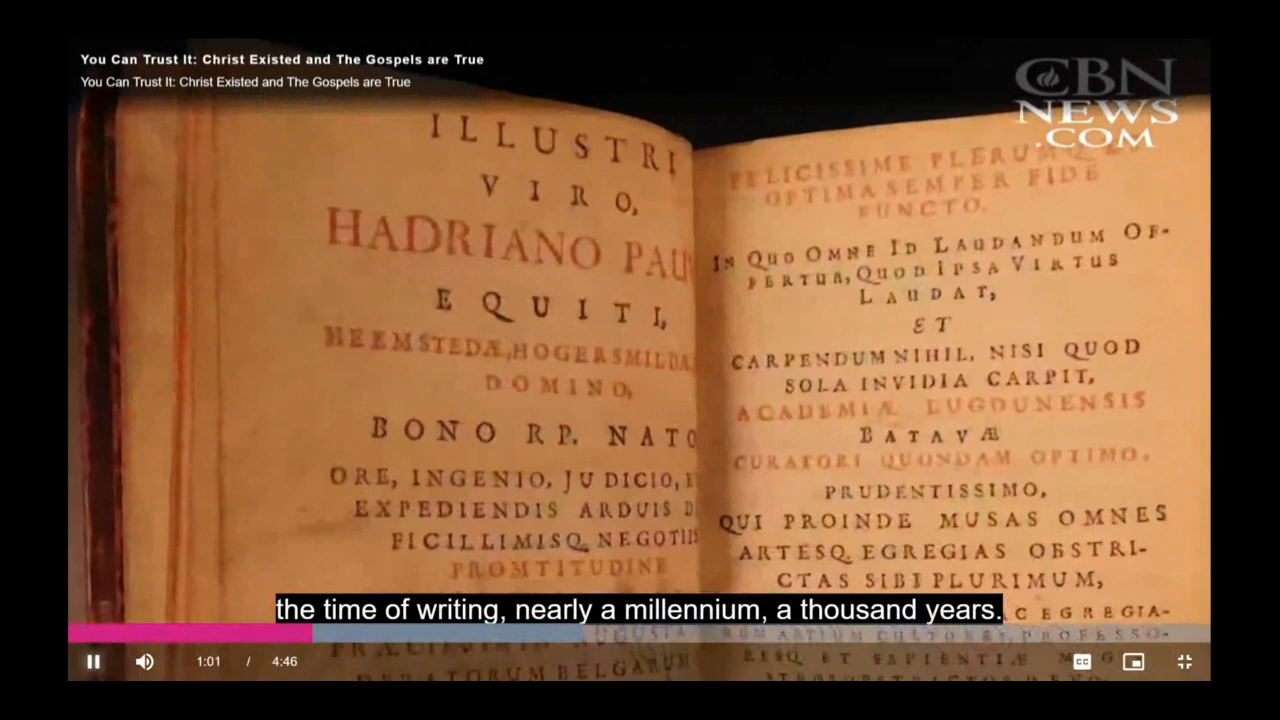 You Can Trust It: Christ Existed and The Gospels are True
You Can Trust It: Christ Existed and The Gospels are True
CBN
NEWS
.COM
ILLUSTRI
VIRO,
HADRIANO
EQUITI,
HEEMSTEDÆ, HOGERSMILDÆ
DOMINO,
BONO RP. NATO
ORE, INGENIO, JUDICIO,
EXPEDIENDIS ARDUIS
FICILLIMISQ. NEGOTIIS
PROMTITUDINE
FELICISSIME
OPTIMA SEMPER FIDE
FUNCTO.
IN QUO OMNE ID LAUDANDUM OF-
FERTUR, QUOD IPSA VIRTUS
LAUDAT,
ET
CARPENDUM NIHIL, NISI QUOD
SOLA INVIDIA CARPIT,
ACADEMIÆ LUGDUNENSIS
BATAVÆ
CURATORI QUONDAM OPTIMO,
PRUDENTISSIMO,
QUI PROINDE MUSAS OMNES
ARTESQ. EGREGIAS OBSTRI-
CTAS SIBI PLURIMUM,
EGREGIA-
the time of writing, nearly a millennium, a thousand years.
BELGARUM
1:01 / 4:46
CC